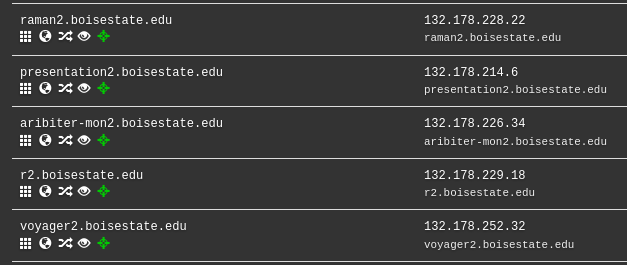 raman2.boisestate.edu 132.178.228.22
raman2.boisestate.edu
presentation2.boisestate.edu 132.178.214.6
presentation2.boisestate.edu
aribiter-mon2.boisestate.edu 132.178.226.34
aribiter-mon2.boisestate.edu
r2.boisestate.edu 132.178.229.18
r2.boisestate.edu
voyager2.boisestate.edu 132.178.252.32
voyager2.boisestate.edu